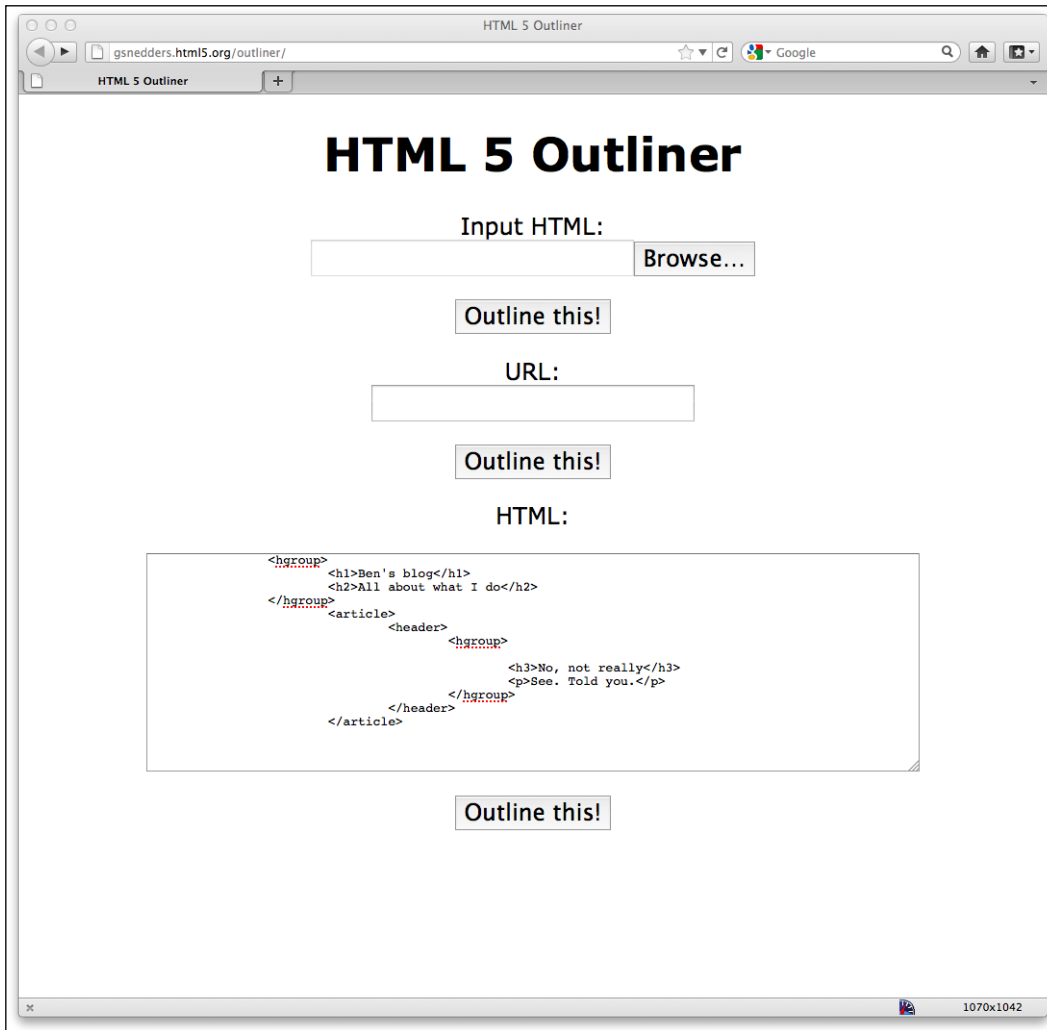 HTML 5 Outliner
gsnedders.html5.org/outliner/
Google
HTML 5 Outliner
HTML 5 Outliner
Input HTML:
Browse...
Outline this!
URL:
Outline this!
HTML:
<hgroup>
<h1>Ben's blog</h1>
<h2>All about what I do</h2>
</hgroup>
<article>
<header>
<hgroup>
<h3>No, not really</h3>
<p>See. Told you.</p>
</hgroup>
</header>
</article>
Outline this!
1070x1042